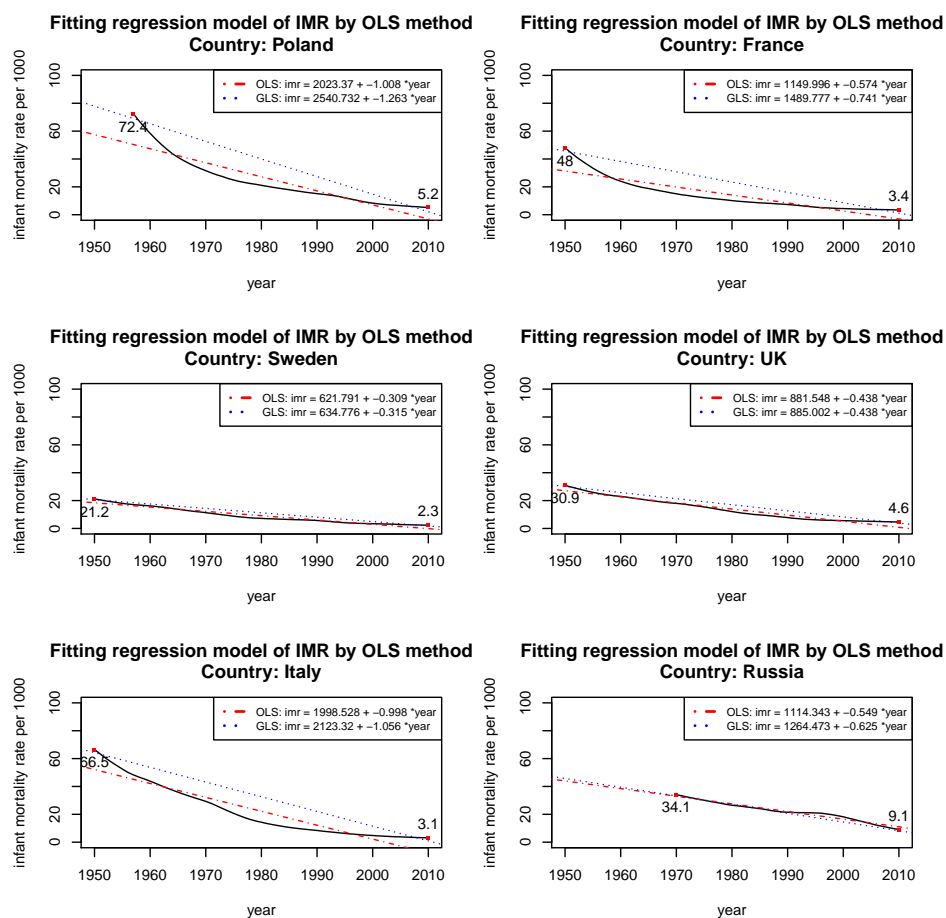 Fitting regression model of IMR by OLS method
Country: Poland
infant mortality rate per 1000
0 20 60 100
OLS: imr = 2023.37 + −1.008 *year
GLS: imr = 2540.732 + −1.263 *year
72.4
5.2
1950 1960 1970 1980 1990 2000 2010
year
Fitting regression model of IMR by OLS method
Country: France
infant mortality rate per 1000
0 20 60 100
OLS: imr = 1149.996 + −0.574 *year
GLS: imr = 1489.777 + −0.741 *year
48
3.4
1950 1960 1970 1980 1990 2000 2010
year
Fitting regression model of IMR by OLS method
Country: Sweden
infant mortality rate per 1000
0 20 60 100
OLS: imr = 621.791 + −0.309 *year
GLS: imr = 634.776 + −0.315 *year
21.2
2.3
1950 1960 1970 1980 1990 2000 2010
year
Fitting regression model of IMR by OLS method
Country: UK
infant mortality rate per 1000
0 20 60 100
OLS: imr = 881.548 + −0.438 *year
GLS: imr = 885.002 + −0.438 *year
30.9
4.6
1950 1960 1970 1980 1990 2000 2010
year
Fitting regression model of IMR by OLS method
Country: Italy
infant mortality rate per 1000
0 20 60 100
OLS: imr = 1998.528 + −0.998 *year
GLS: imr = 2123.32 + −1.056 *year
66.5
3.1
1950 1960 1970 1980 1990 2000 2010
year
Fitting regression model of IMR by OLS method
Country: Russia
infant mortality rate per 1000
0 20 60 100
OLS: imr = 1114.343 + −0.549 *year
GLS: imr = 1264.473 + −0.625 *year
34.1
9.1
1950 1960 1970 1980 1990 2000 2010
year